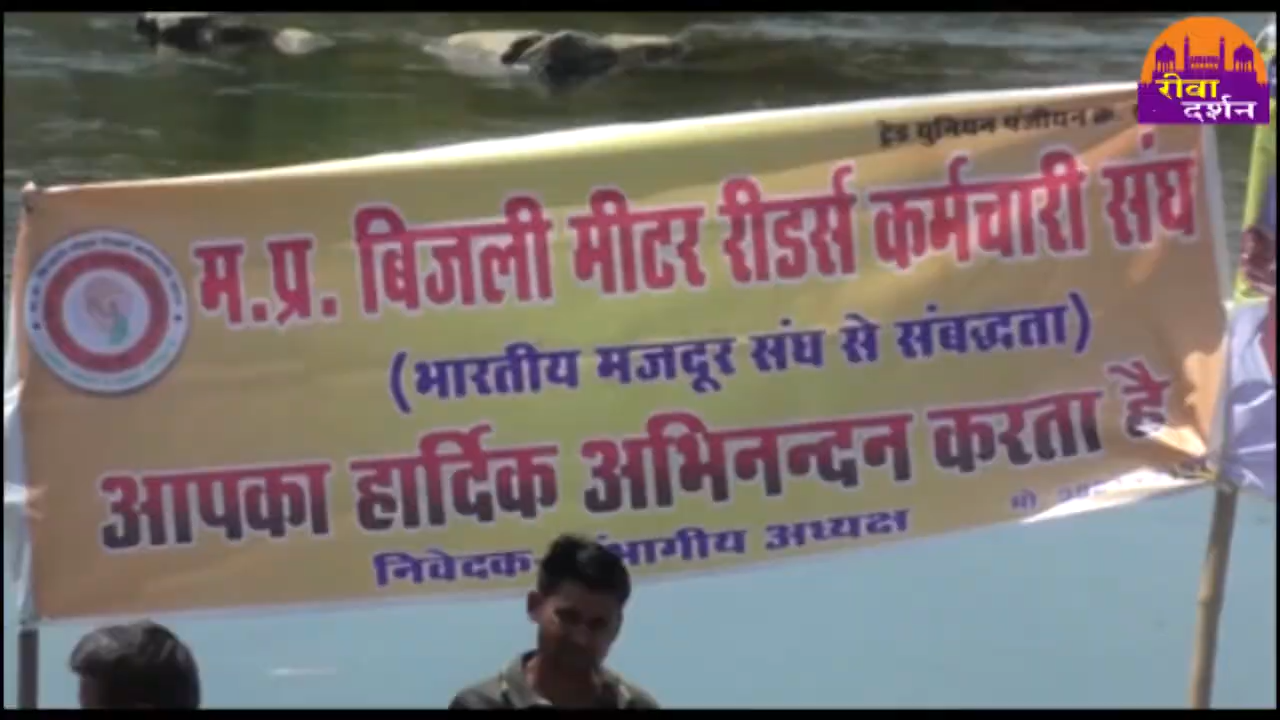 रीवा
दर्शन
ट्रेड युनियन पंजीयन क्र.
म.प्र. बिजली मीटर रीडर्स कर्मचारी संघ
(भारतीय मजदूर संघ से संबद्धता)
आपका हार्दिक अभिनन्दन करता है
निवेदक अध्यक्ष
मो.